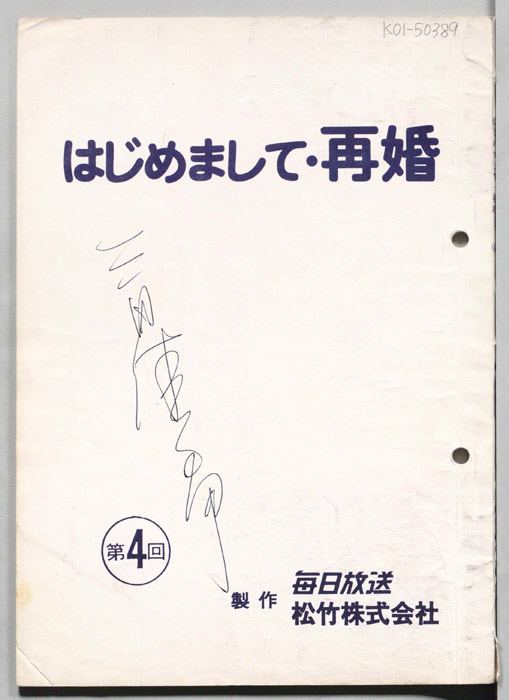 K01-50389
はじめまして・再婚
第4回
製作
毎日放送
松竹株式会社